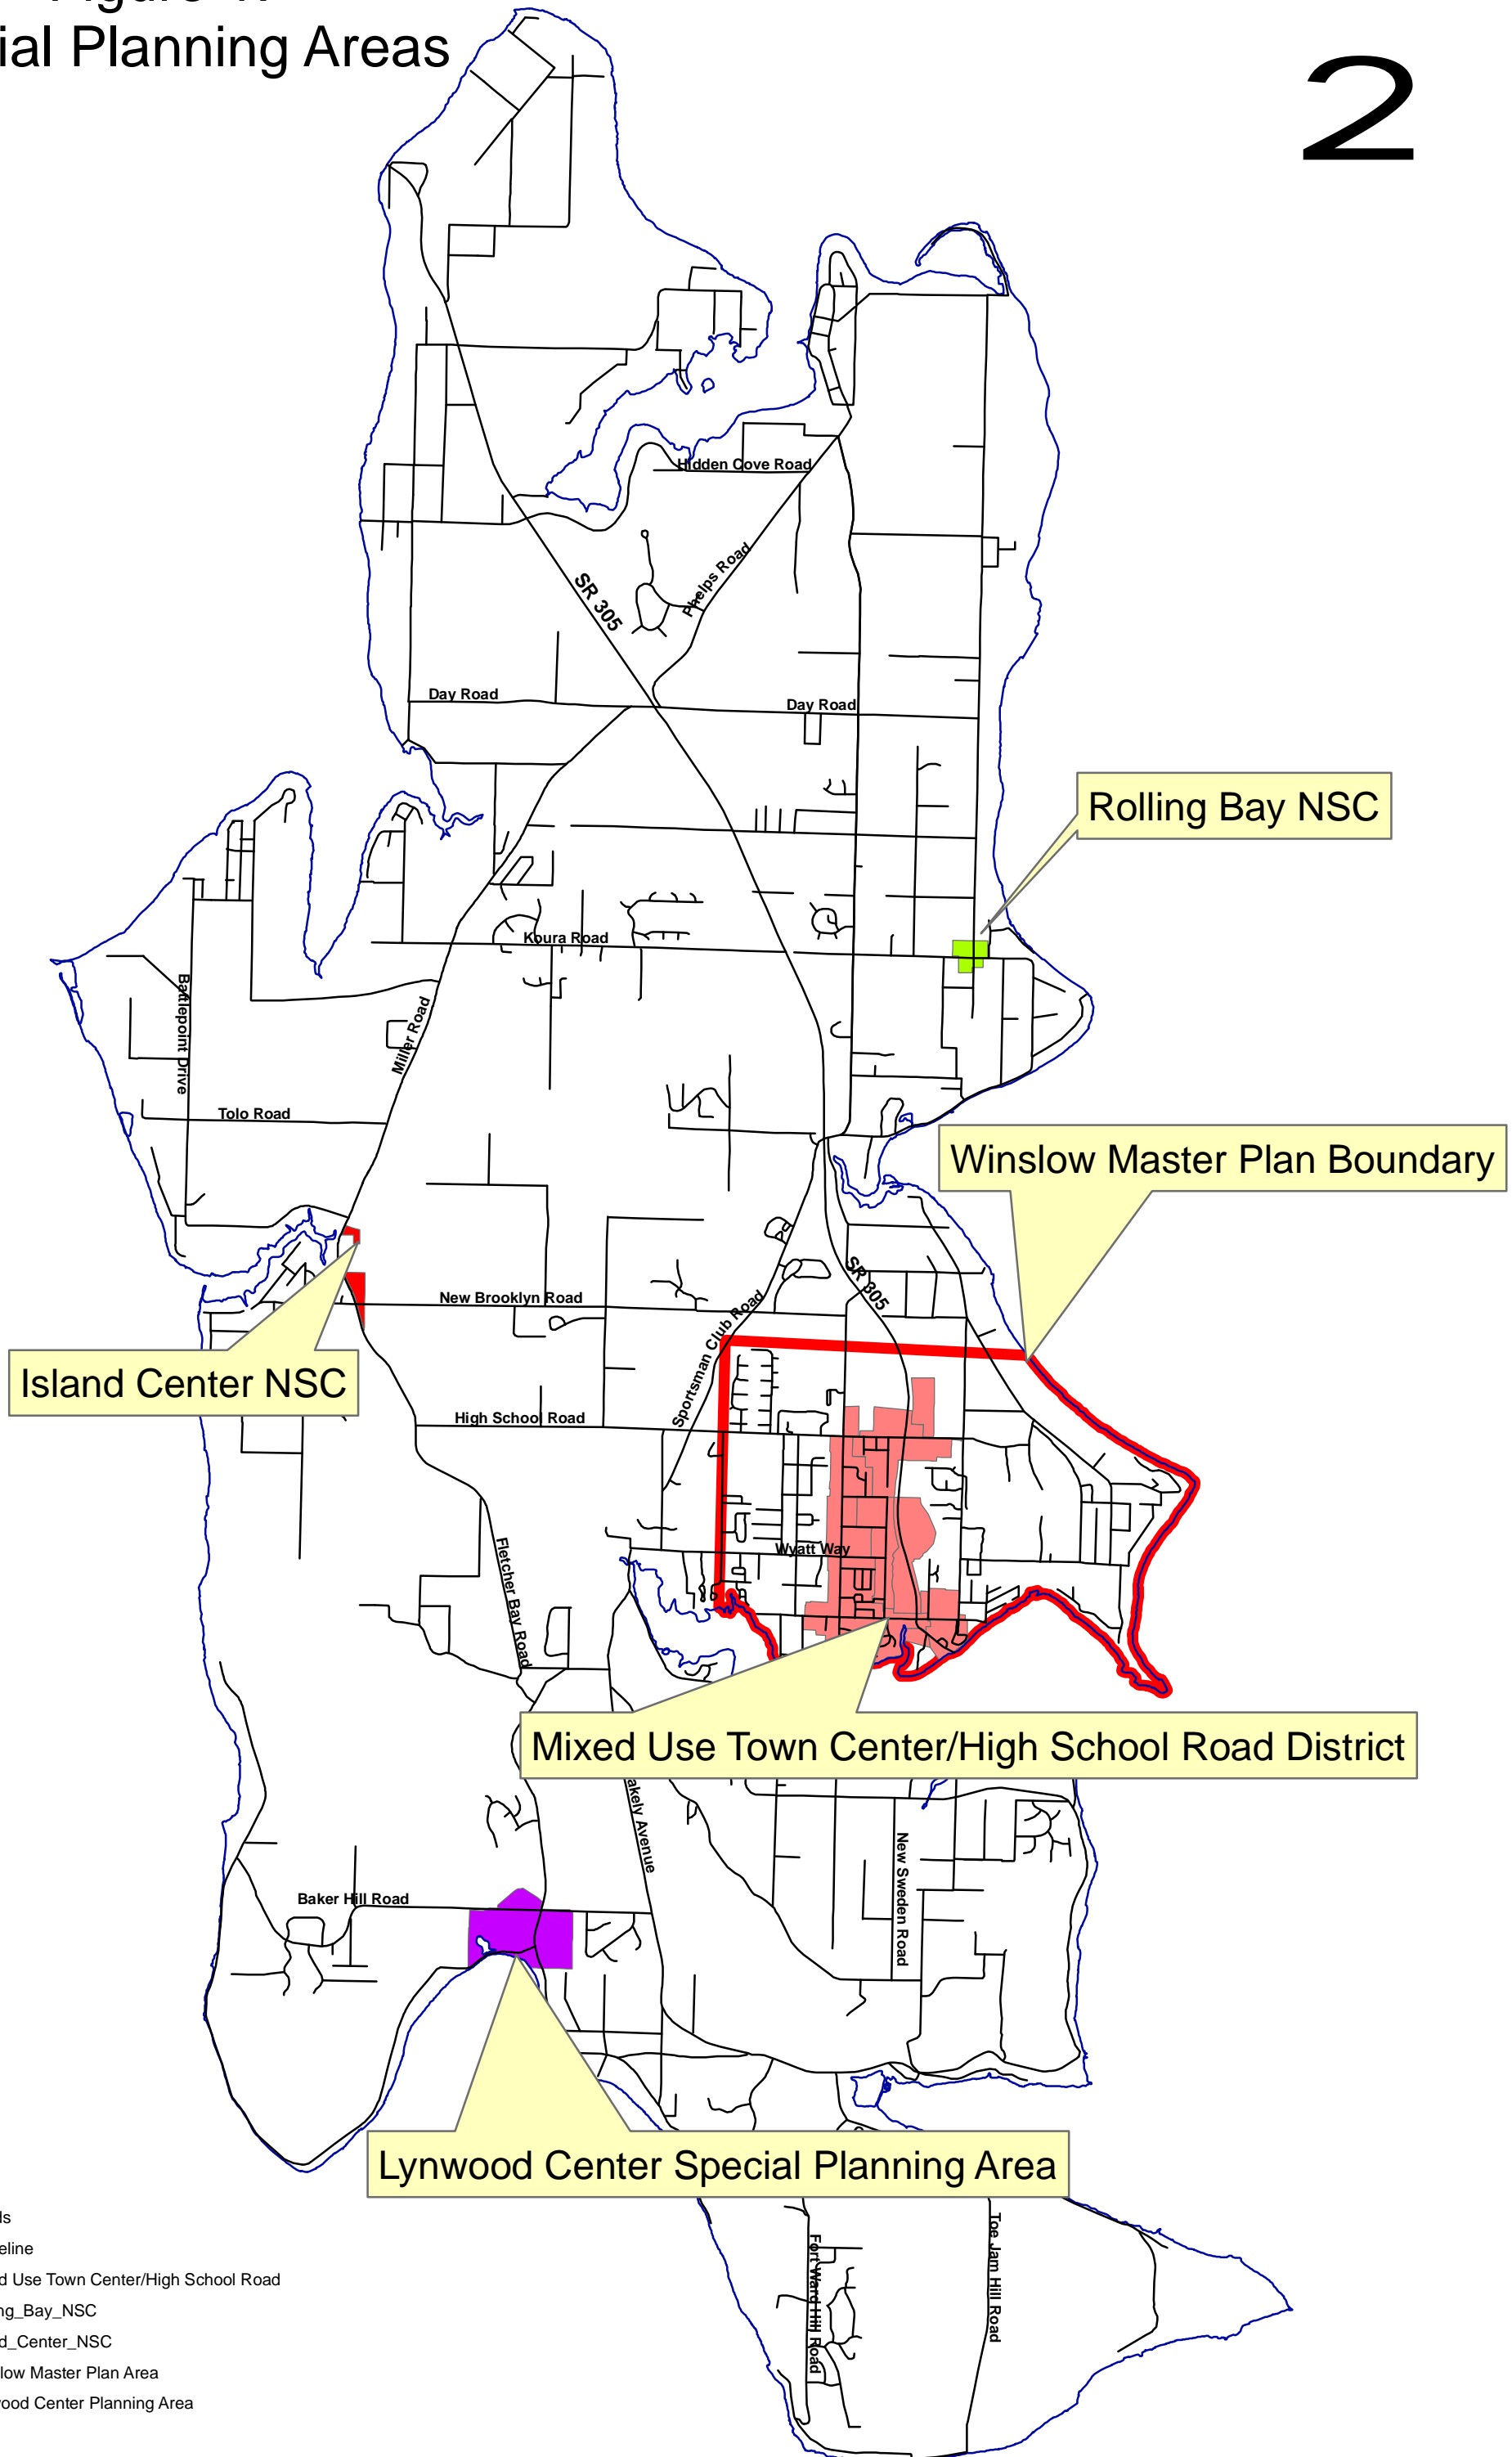 ial Planning Areas
2
Hidden Cove Road
Phelps Road
SR 305
Day Road
Day Road
Rolling Bay NSC
Koura Road
Battlepoint Drive
Miller Road
Tolo Road
Winslow Master Plan Boundary
SR 305
New Brooklyn Road
Sportsman Club Road
Island Center NSC
High School Road
Wyatt Way
Fletcher Bay Road
Mixed Use Town Center/High School Road District
akely Avenue
New Sweden Road
Baker Hill Road
Lynwood Center Special Planning Area
ds
eline
d Use Town Center/High School Road
ng_Bay_NSC
d_Center_NSC
low Master Plan Area
wood Center Planning Area
Fort Ward Hill Road
Toe Jam Hill Road